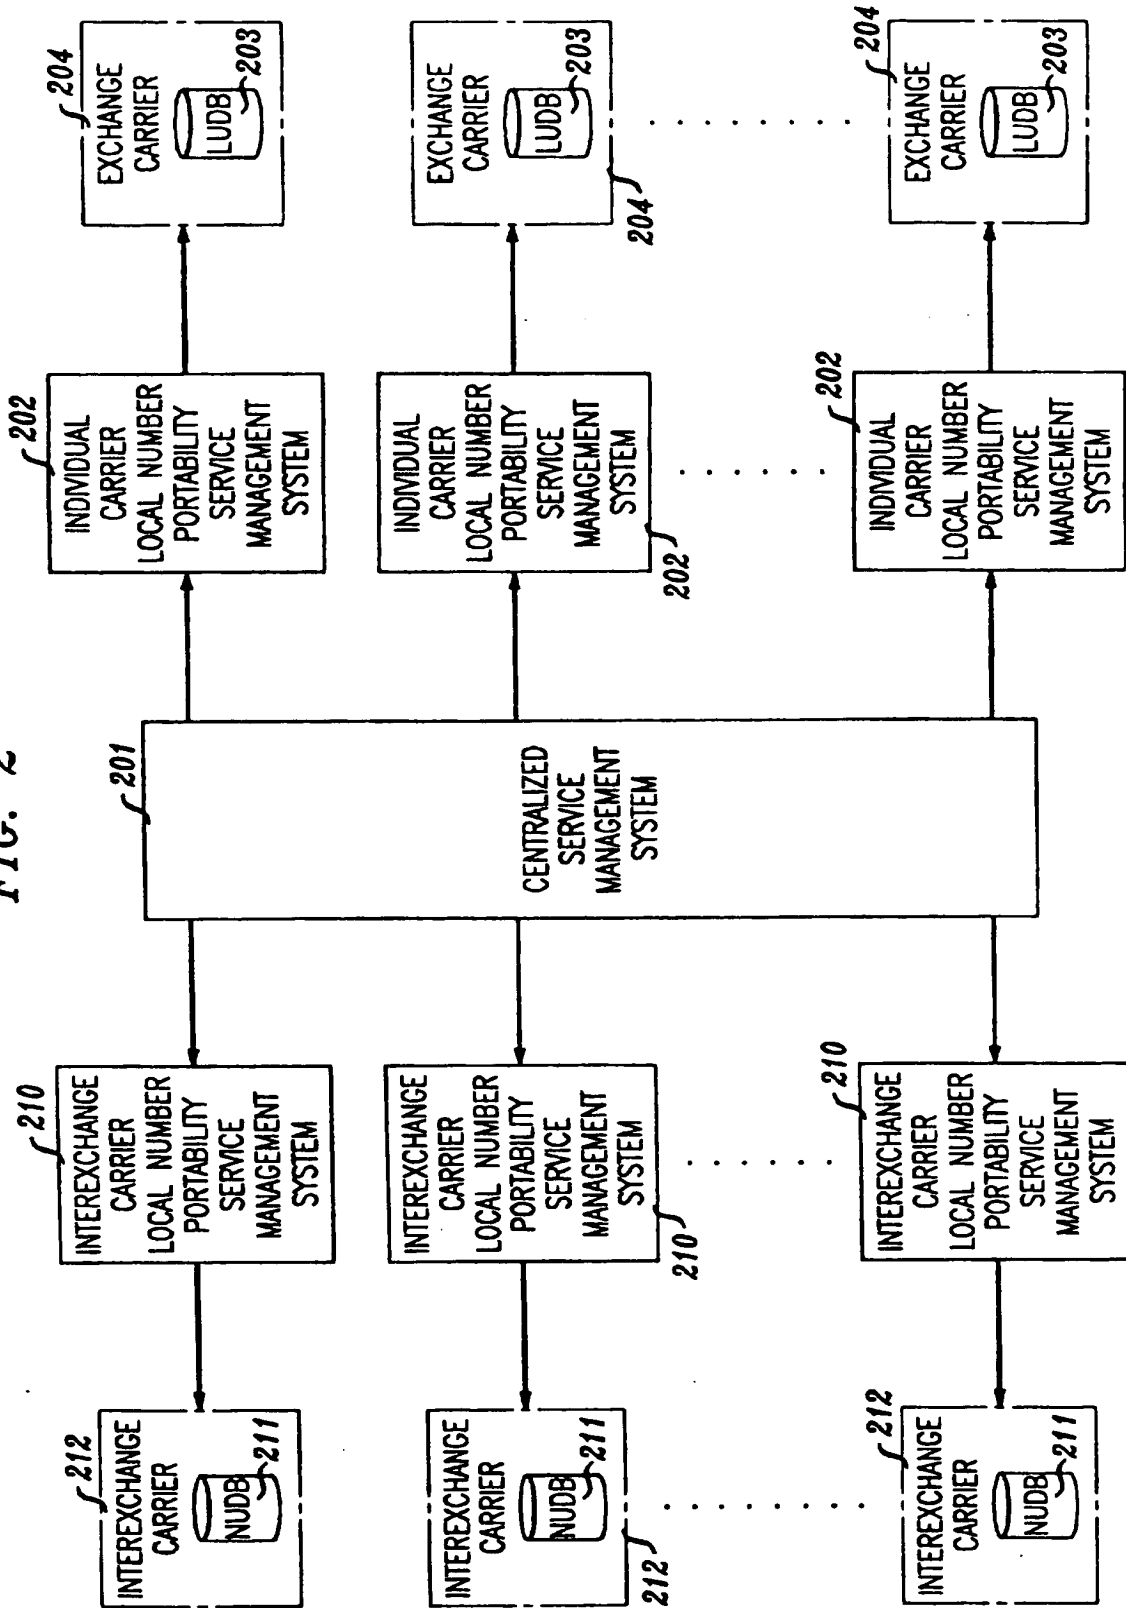 FIG. 2
212
INTEREXCHANGE
CARRIER
NUDB
211
210
INTEREXCHANGE
CARRIER
LOCAL NUMBER
PORTABILITY
SERVICE
MANAGEMENT
SYSTEM
201
CENTRALIZED
SERVICE
MANAGEMENT
SYSTEM
202
INDIVIDUAL
CARRIER
LOCAL NUMBER
PORTABILITY
SERVICE
MANAGEMENT
SYSTEM
204
EXCHANGE
CARRIER
LUDB
203
INTEREXCHANGE
CARRIER
NUDB
211
212
INTEREXCHANGE
CARRIER
LOCAL NUMBER
PORTABILITY
SERVICE
MANAGEMENT
SYSTEM
210
INDIVIDUAL
CARRIER
LOCAL NUMBER
PORTABILITY
SERVICE
MANAGEMENT
SYSTEM
202
EXCHANGE
CARRIER
LUDB
203
204
212
INTEREXCHANGE
CARRIER
NUDB
211
210
INTEREXCHANGE
CARRIER
LOCAL NUMBER
PORTABILITY
SERVICE
MANAGEMENT
SYSTEM
202
INDIVIDUAL
CARRIER
LOCAL NUMBER
PORTABILITY
SERVICE
MANAGEMENT
SYSTEM
204
EXCHANGE
CARRIER
LUDB
203